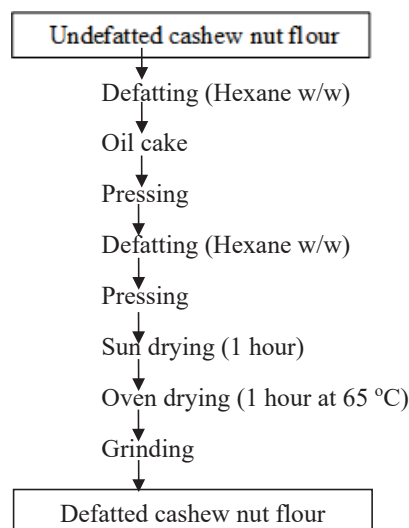 Undefatted cashew nut flour
Defatting (Hexane w/w)
Oil cake
Pressing
Defatting (Hexane w/w)
Pressing
Sun drying (1 hour)
Oven drying (1 hour at 65 ºC)
Grinding
Defatted cashew nut flour